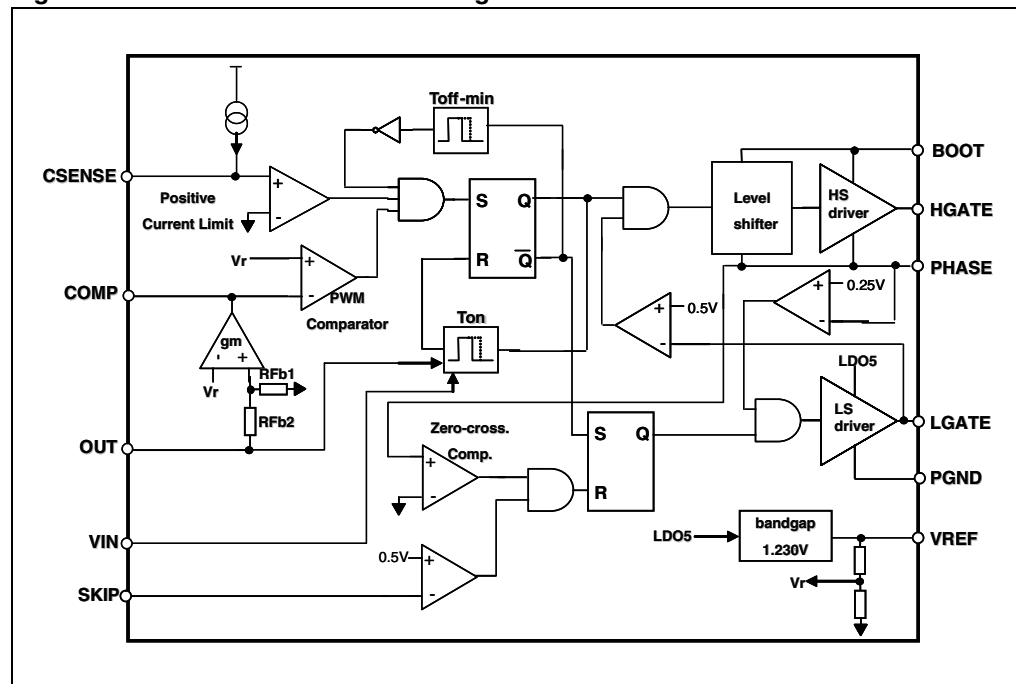 Toff-min
CSENSE
+
-
Positive
Current Limit
S
Q
R
Q
Level
shifter
HS
driver
BOOT
HGATE
PHASE
Vr
+
-
PWM
Comparator
COMP
gm
-
+
Vr
RFb1
RFb2
Ton
+
0.5V
-
+
0.25V
-
LDO5
LS
driver
LGATE
PGND
OUT
Zero-cross.
Comp.
+
-
S
Q
R
VIN
0.5V
+
-
SKIP
LDO5
bandgap
1.230V
VREF
Vr